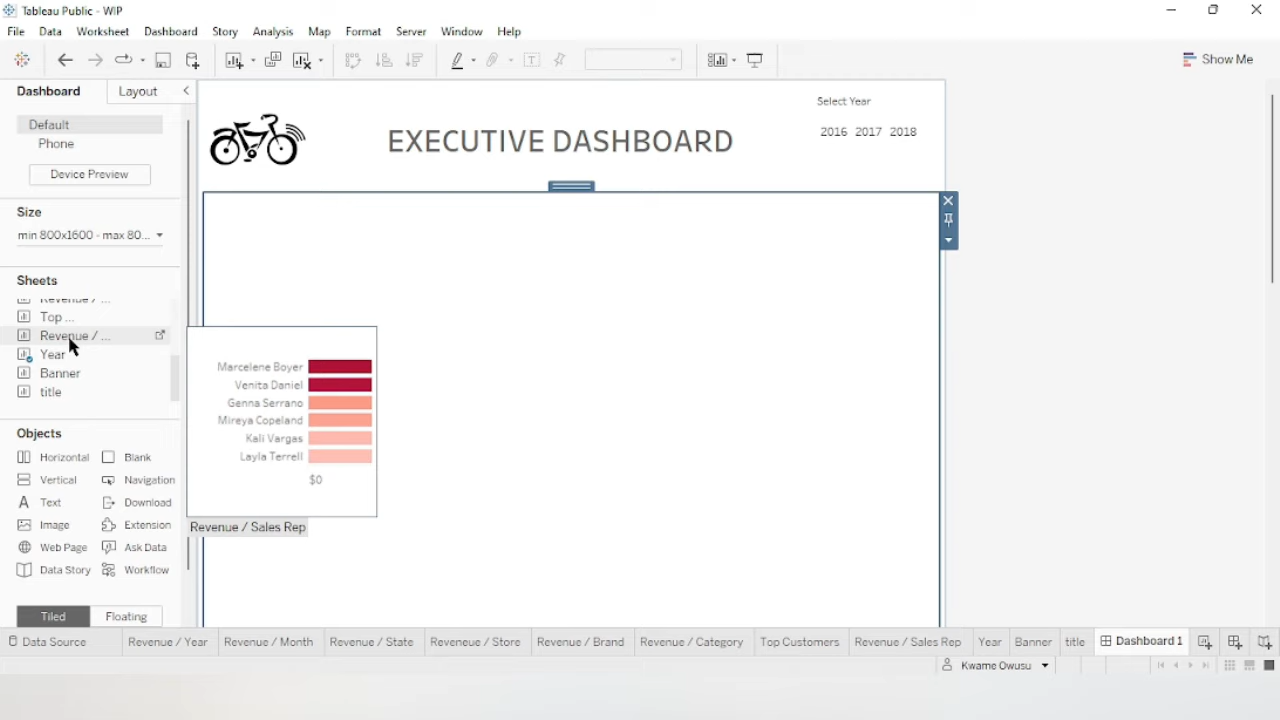 Tableau Public - WIP
File Data Worksheet Dashboard Story Analysis Map Format Server Window Help
Show Me
Dashboard Layout
Default
Phone
Device Preview
Size
min 800x1600 - max 80...
Sheets
Revenue / ...
Top ...
Revenue / ...
Year
Banner
title
Objects
Horizontal Blank
Vertical Navigation
Text Download
Image Extension
Web Page Ask Data
Data Story Workflow
Tiled Floating
EXECUTIVE DASHBOARD
Select Year
2016 2017 2018
Marcelene Boyer
Venita Daniel
Genna Serrano
Mireya Copeland
Kali Vargas
Layla Terrell
$0
Revenue / Sales Rep
Data Source Revenue / Year Revenue / Month Revenue / State Reveneue / Store Revenue / Brand Revenue / Category Top Customers Revenue / Sales Rep Year Banner title Dashboard 1
Kwame Owusu